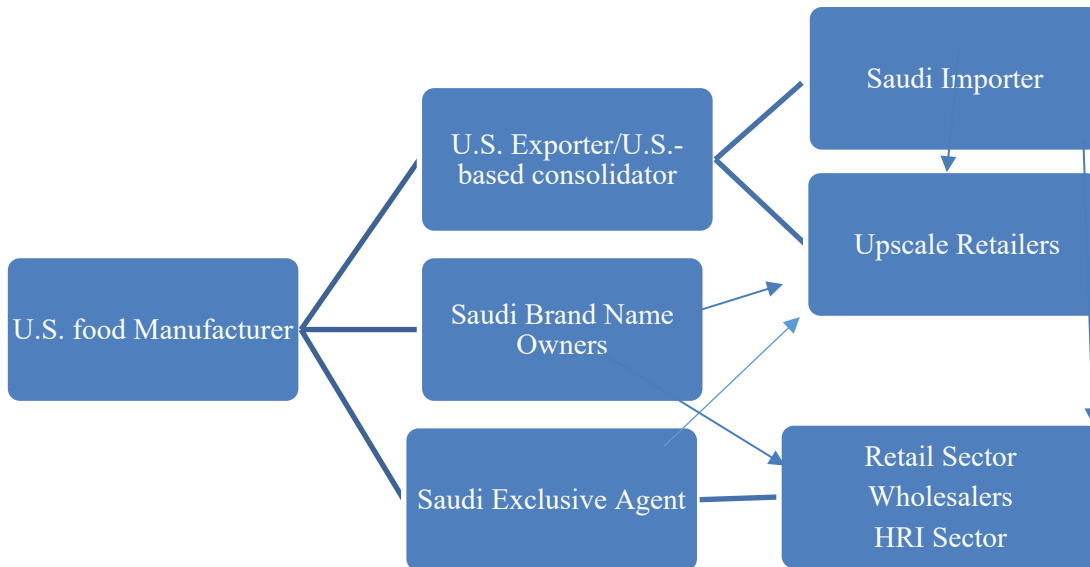 Saudi Importer
U.S. Exporter/U.S.-
based consolidator
Upscale Retailers
U.S. food Manufacturer
Saudi Brand Name
Owners
Saudi Exclusive Agent
Retail Sector
Wholesalers
HRI Sector